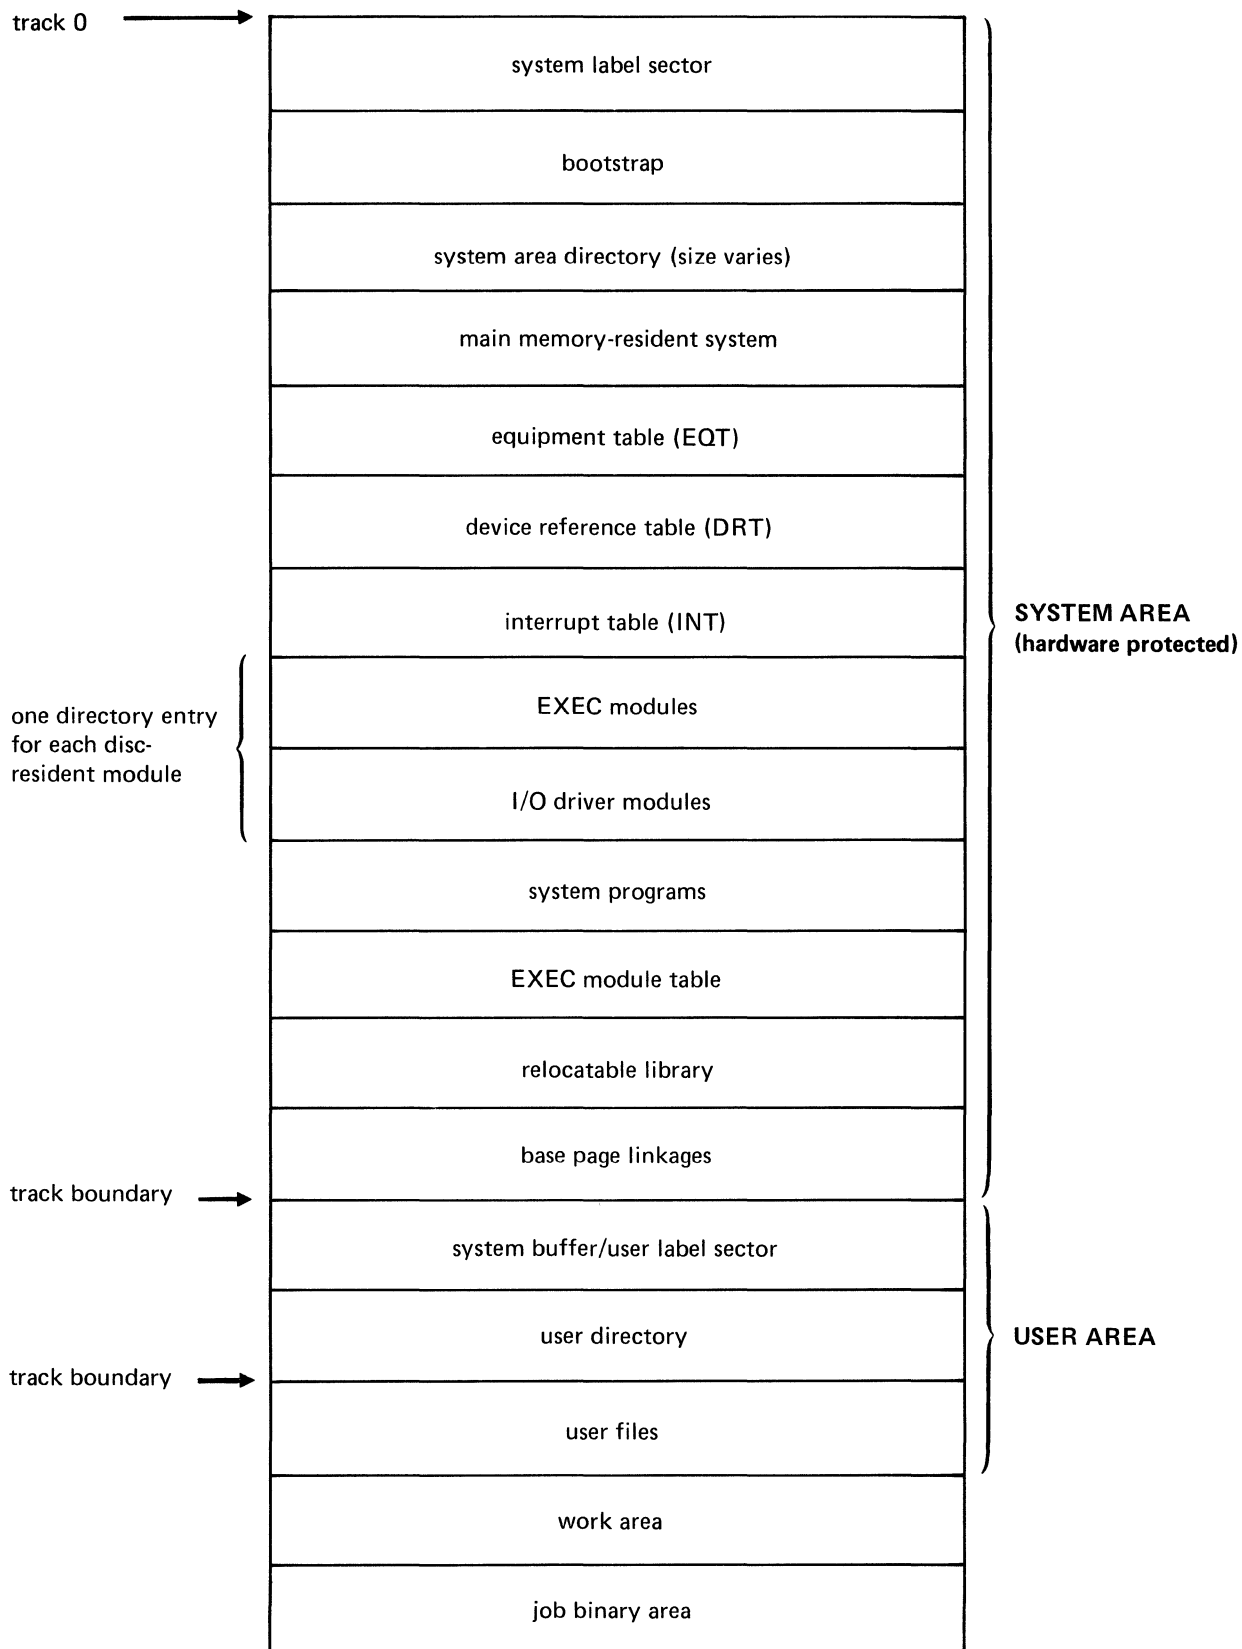 track 0
system label sector
bootstrap
system area directory (size varies)
main memory-resident system
equipment table (EQT)
device reference table (DRT)
interrupt table (INT)
SYSTEM AREA
(hardware protected)
EXEC modules
one directory entry
for each disc-
resident module
I/O driver modules
system programs
EXEC module table
relocatable library
base page linkages
track boundary
system buffer/user label sector
user directory
USER AREA
track boundary
user files
work area
job binary area